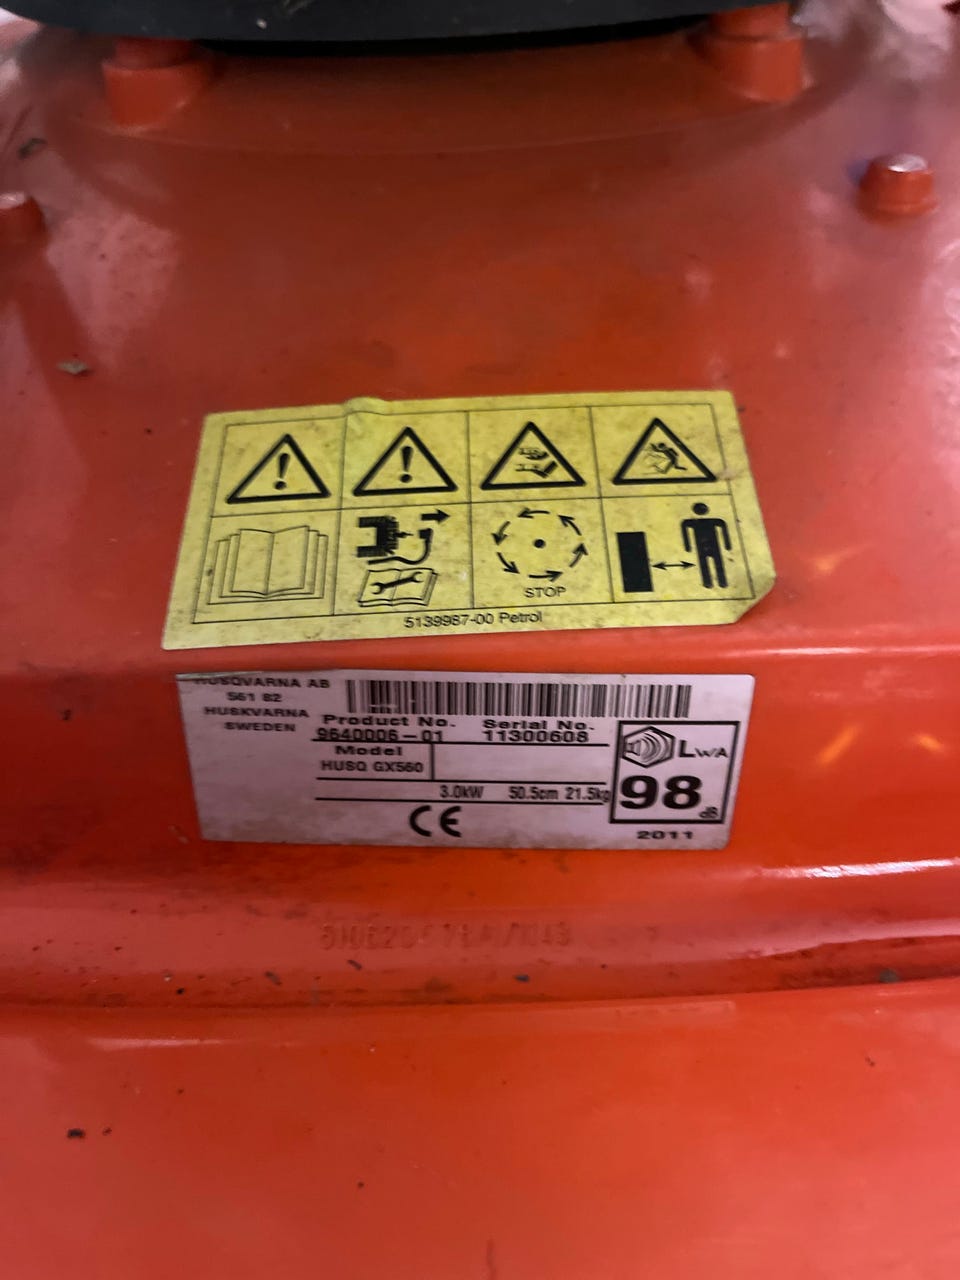 STOP
5139987-00 Petrol
HUSQVARNA AB
561 82
HUSKVARNA
SWEDEN
Product No. Serial No.
9640006-01 11300608
Model
HUSQ GX560
3.0kW 50.5cm 21.5kg
LWA
98
dB
CE
2011